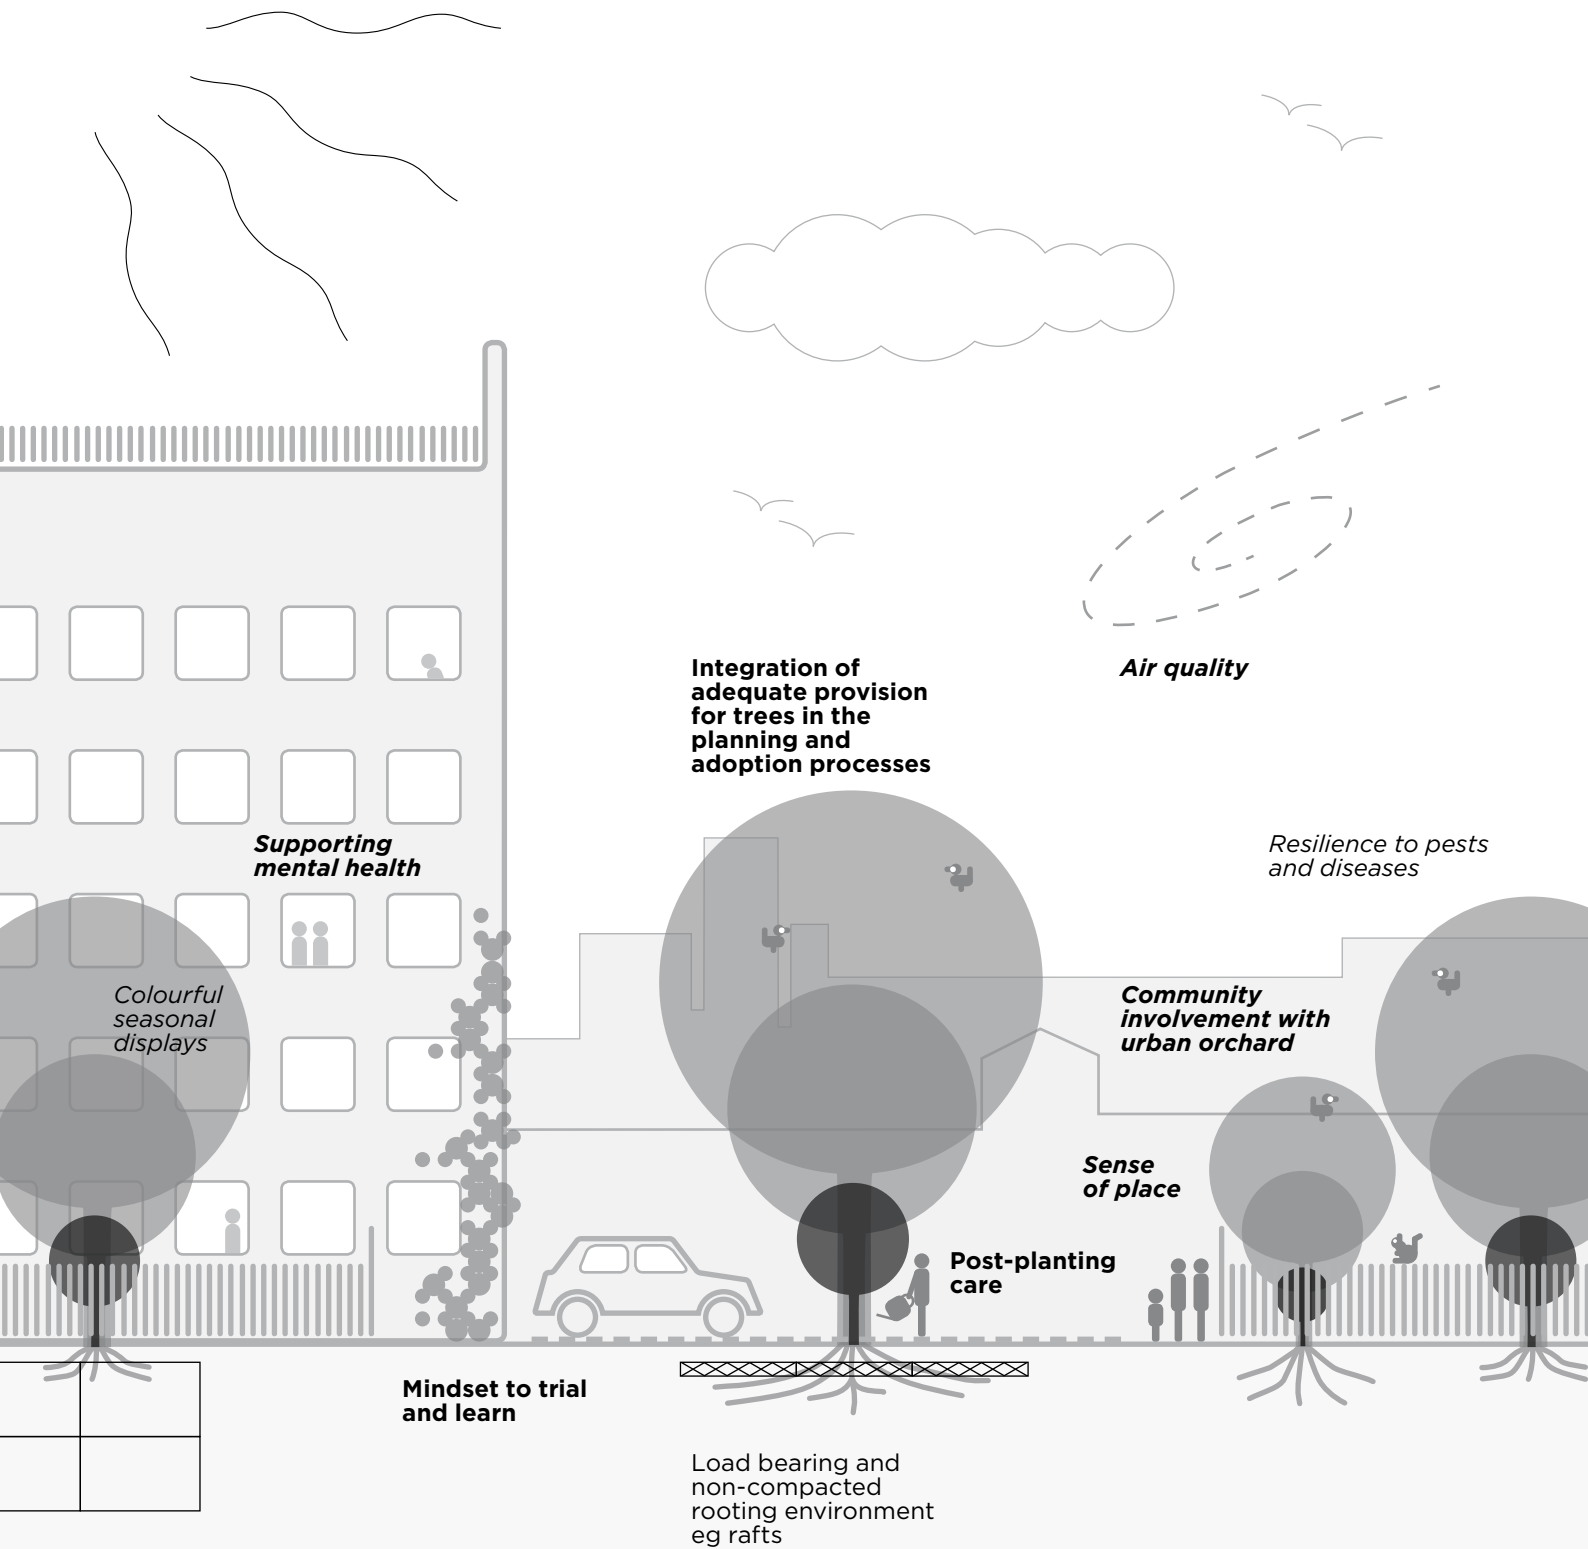 Integration of
adequate provision
for trees in the
planning and
adoption processes
Air quality
Supporting
mental health
Resilience to pests
and diseases
Colourful
seasonal
displays
Community
involvement with
urban orchard
Sense
of place
Post-planting
care
Mindset to trial
and learn
Load bearing and
non-compacted
rooting environment
eg rafts